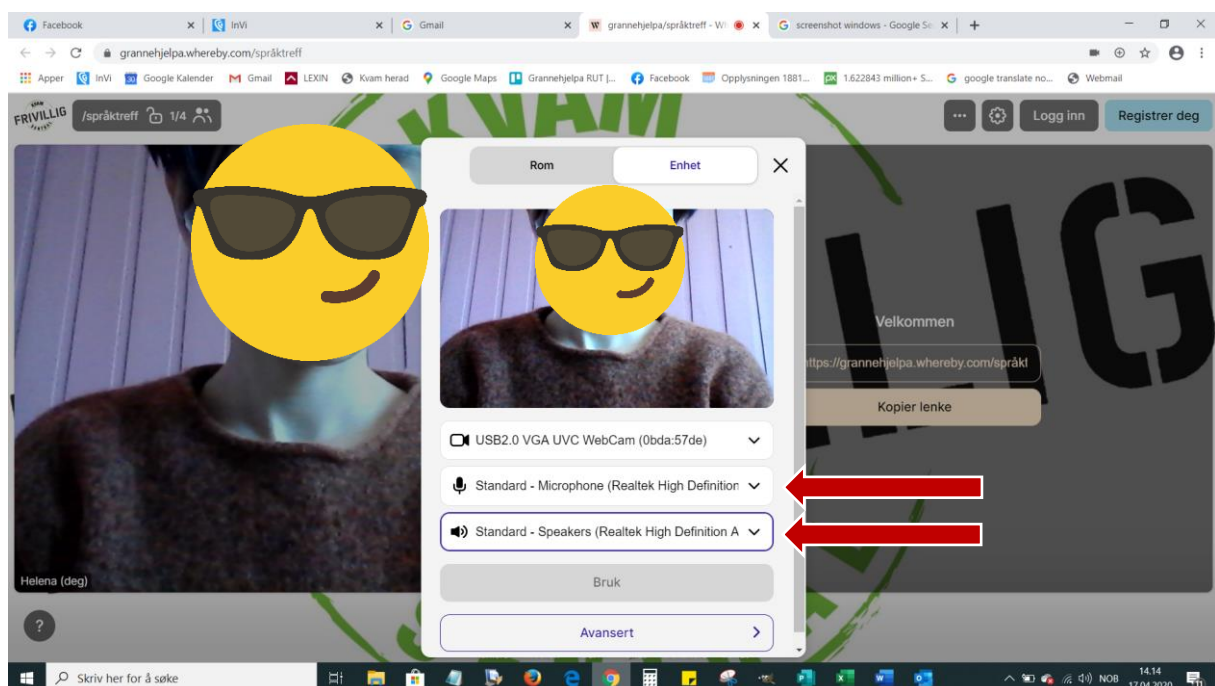 Facebook
InVi
Gmail
grannehjelpa/språktreff - W
screenshot windows - Google Se
grannehjelpa.whereby.com/språktreff
Apper InVi Google Kalender Gmail LEXIN Kvam herad Google Maps Grannehjelpa RUT |... Facebook Opplysningen 1881... 1.622843 million+ S... google translate no... Webmail
KVAM
FRIVILLIG
/språktreff 1/4
Logg inn
Registrer deg
Rom
Enhet
Velkommen
https://grannehjelpa.whereby.com/språkt
Kopier lenke
USB2.0 VGA UVC WebCam (0bda:57de)
Standard - Microphone (Realtek High Definition
Standard - Speakers (Realtek High Definition A
Bruk
Avansert
Helena (deg)
?
Skriv her for å søke
NOB
14.14
17.04.2020